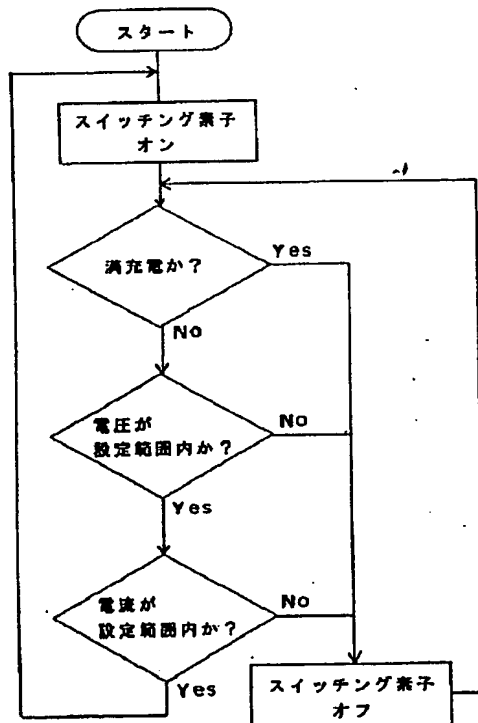 スタート
スイッチング素子
オン
満充電か？
Yes
No
電圧が
設定範囲内か？
No
Yes
電流が
設定範囲内か？
No
Yes
スイッチング素子
オフ